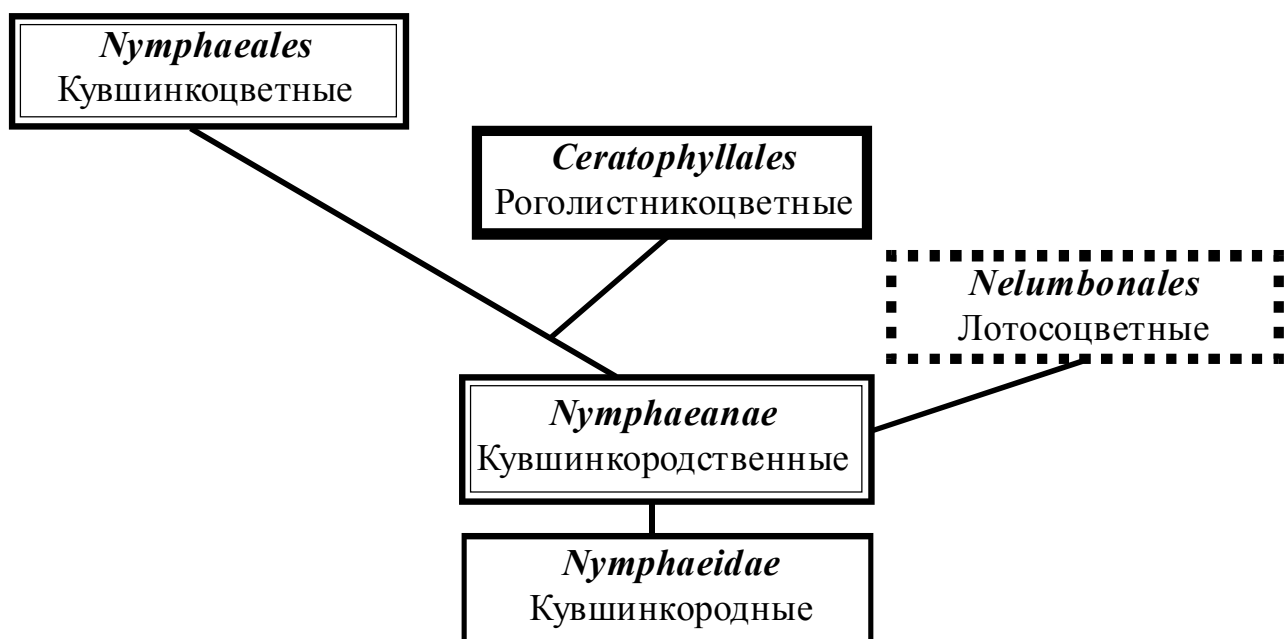 Nymphaeales
Кувшинкоцветные
Ceratophyllales
Роголистникоцветные
Nelumbonales
Лотосоцветные
Nymphaeanae
Кувшинкородственные
Nymphaeidae
Кувшинкородные